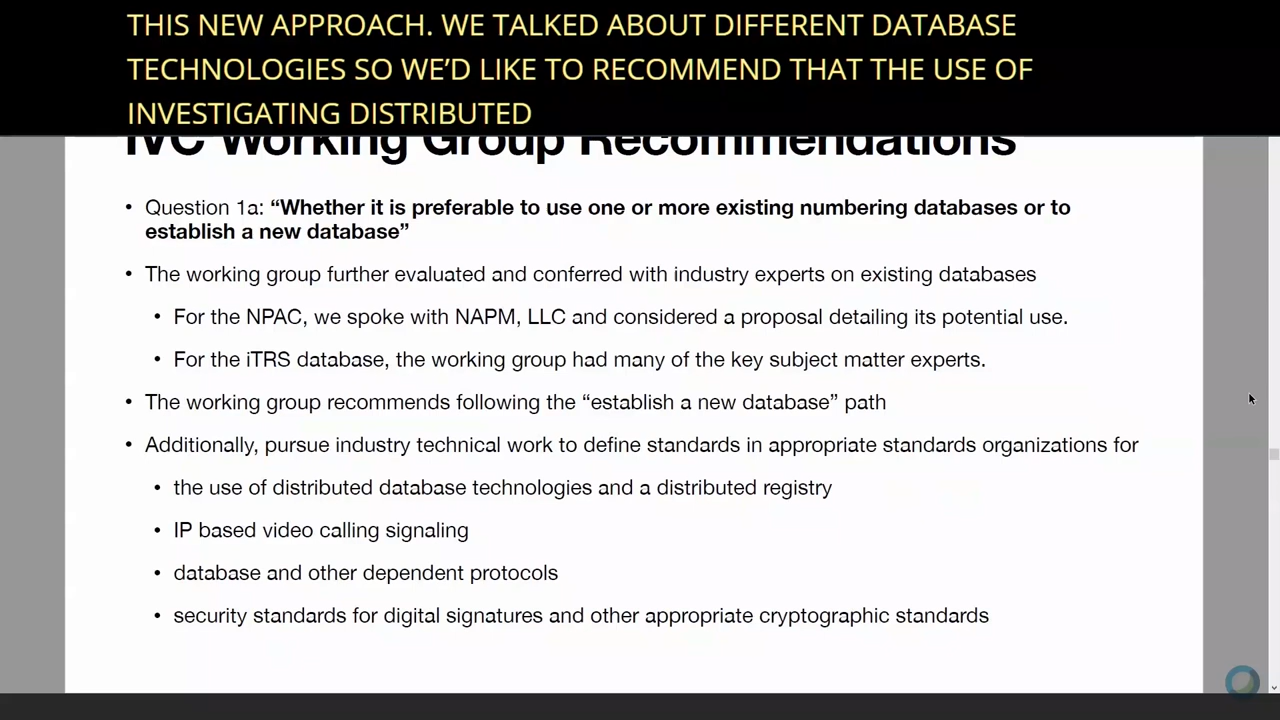 THIS NEW APPROACH. WE TALKED ABOUT DIFFERENT DATABASE
TECHNOLOGIES SO WE'D LIKE TO RECOMMEND THAT THE USE OF
INVESTIGATING DISTRIBUTED
IVC Working Group Recommendations
• Question 1a: “Whether it is preferable to use one or more existing numbering databases or to
establish a new database”
• The working group further evaluated and conferred with industry experts on existing databases
• For the NPAC, we spoke with NAPM, LLC and considered a proposal detailing its potential use.
• For the iTRS database, the working group had many of the key subject matter experts.
• The working group recommends following the “establish a new database” path
• Additionally, pursue industry technical work to define standards in appropriate standards organizations for
• the use of distributed database technologies and a distributed registry
• IP based video calling signaling
• database and other dependent protocols
• security standards for digital signatures and other appropriate cryptographic standards